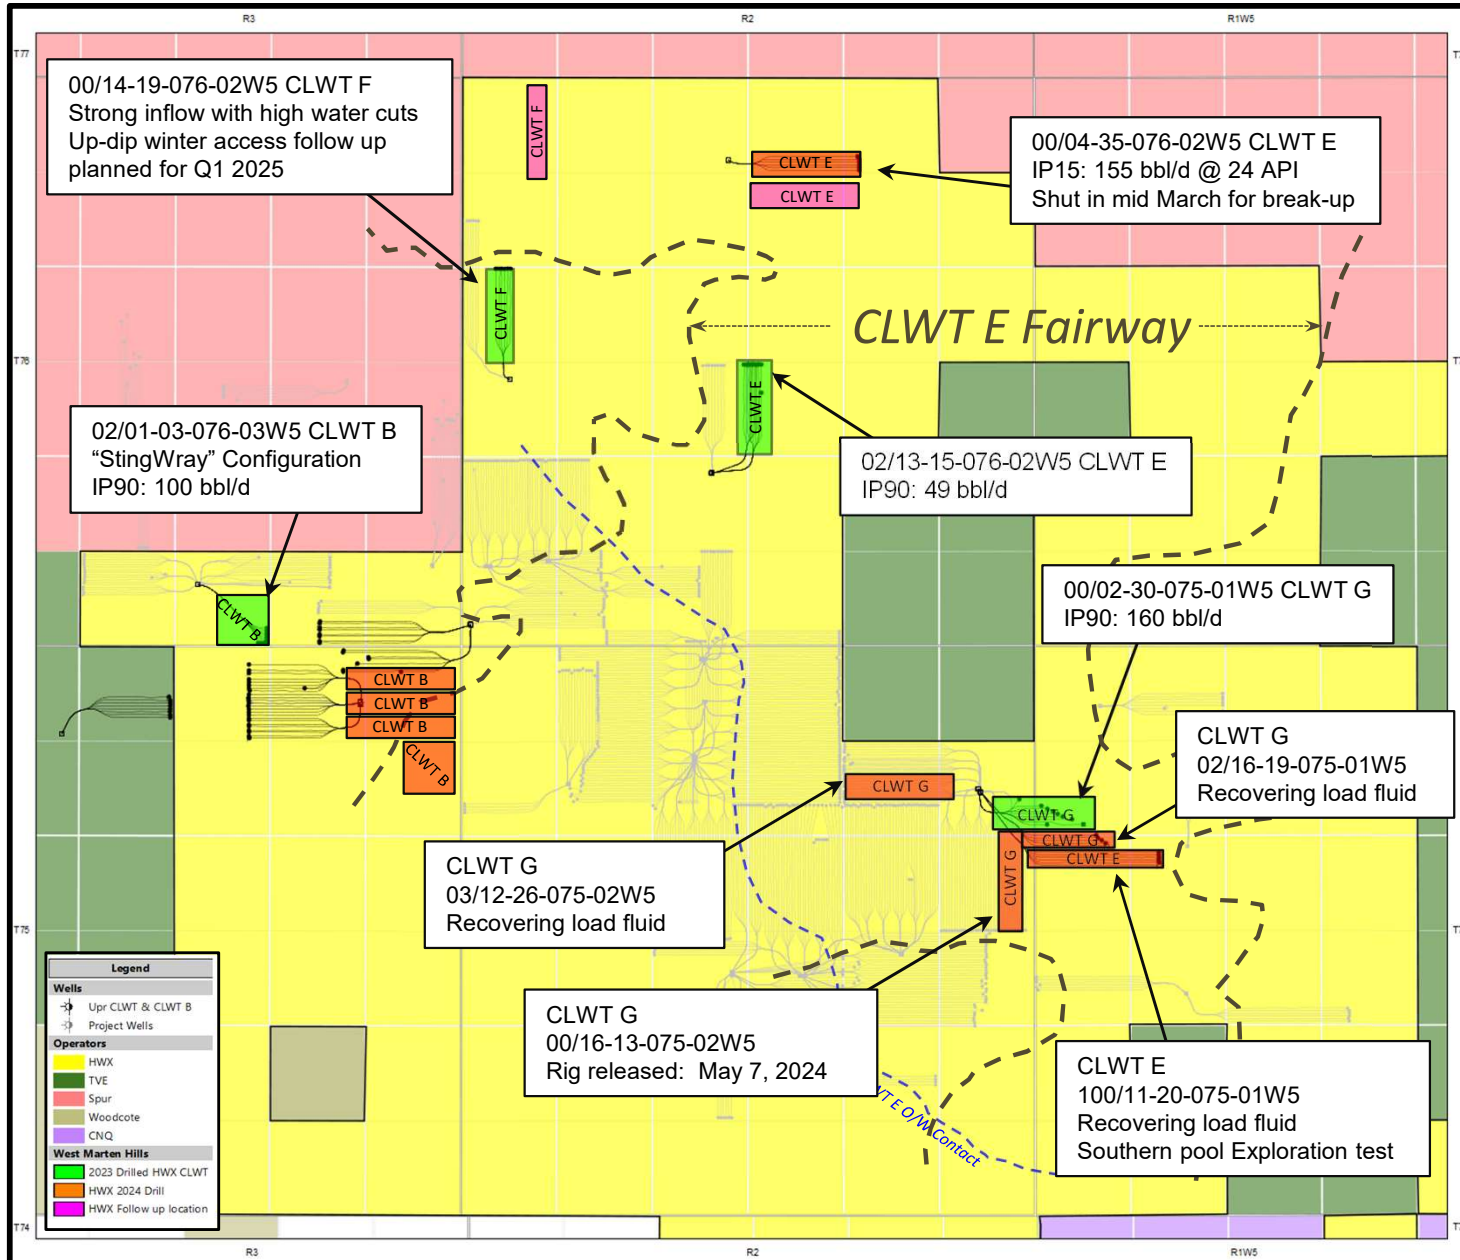 R3
R2
R1W5
T77
00/14-19-076-02W5 CLWT F
Strong inflow with high water cuts
Up-dip winter access follow up
planned for Q1 2025
CLWT F
CLWT E
CLWT E
00/04-35-076-02W5 CLWT E
IP15: 155 bbl/d @ 24 API
Shut in mid March for break-up
CLWT F
CLWT E Fairway
T76
CLWT E
02/01-03-076-03W5 CLWT B
“StingWray” Configuration
IP90: 100 bbl/d
02/13-15-076-02W5 CLWT E
IP90: 49 bbl/d
00/02-30-075-01W5 CLWT G
IP90: 160 bbl/d
CLWT B
CLWT B
CLWT B
CLWT B
CLWT B
CLWT G
02/16-19-075-01W5
Recovering load fluid
CLWT G
CLWT G
CLWT G
CLWT E
CLWT G
CLWT G
03/12-26-075-02W5
Recovering load fluid
T75
CLWT G
00/16-13-075-02W5
Rig released: May 7, 2024
E O/W Contact
CLWT E
100/11-20-075-01W5
Recovering load fluid
Southern pool Exploration test
Legend
Wells
Upr CLWT & CLWT B
Project Wells
Operators
HWX
TVE
Spur
Woodcote
CNQ
West Marten Hills
2023 Drilled HWX CLWT
HWX 2024 Drill
HWX Follow up location
T74
R3
R2
R1W5